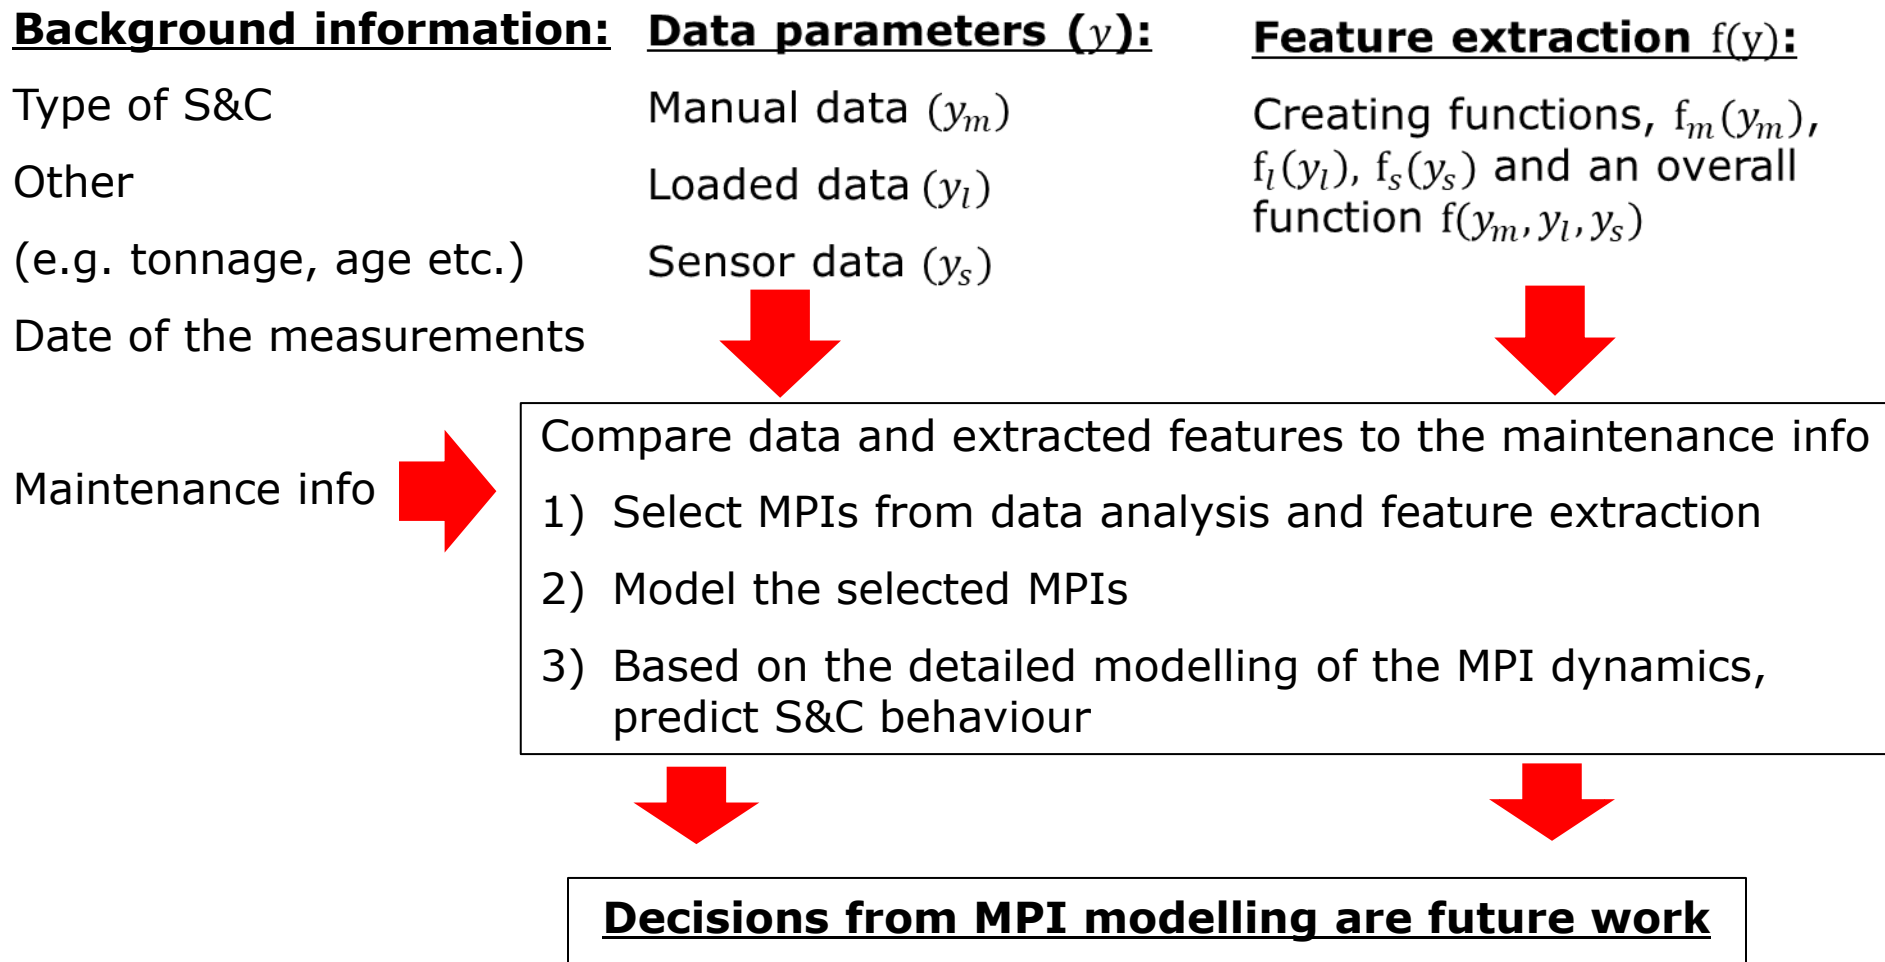 Background information:
Type of S&C
Other
(e.g. tonnage, age etc.)
Date of the measurements
Maintenance info
Data parameters (y):
Manual data (yₘ)
Loaded data (yₗ)
Sensor data (yₛ)
Feature extraction f(y):
Creating functions, fₘ(yₘ),
fₗ(yₗ), fₛ(yₛ) and an overall
function f(yₘ, yₗ, yₛ)
Compare data and extracted features to the maintenance info
1) Select MPIs from data analysis and feature extraction
2) Model the selected MPIs
3) Based on the detailed modelling of the MPI dynamics,
predict S&C behaviour
Decisions from MPI modelling are future work